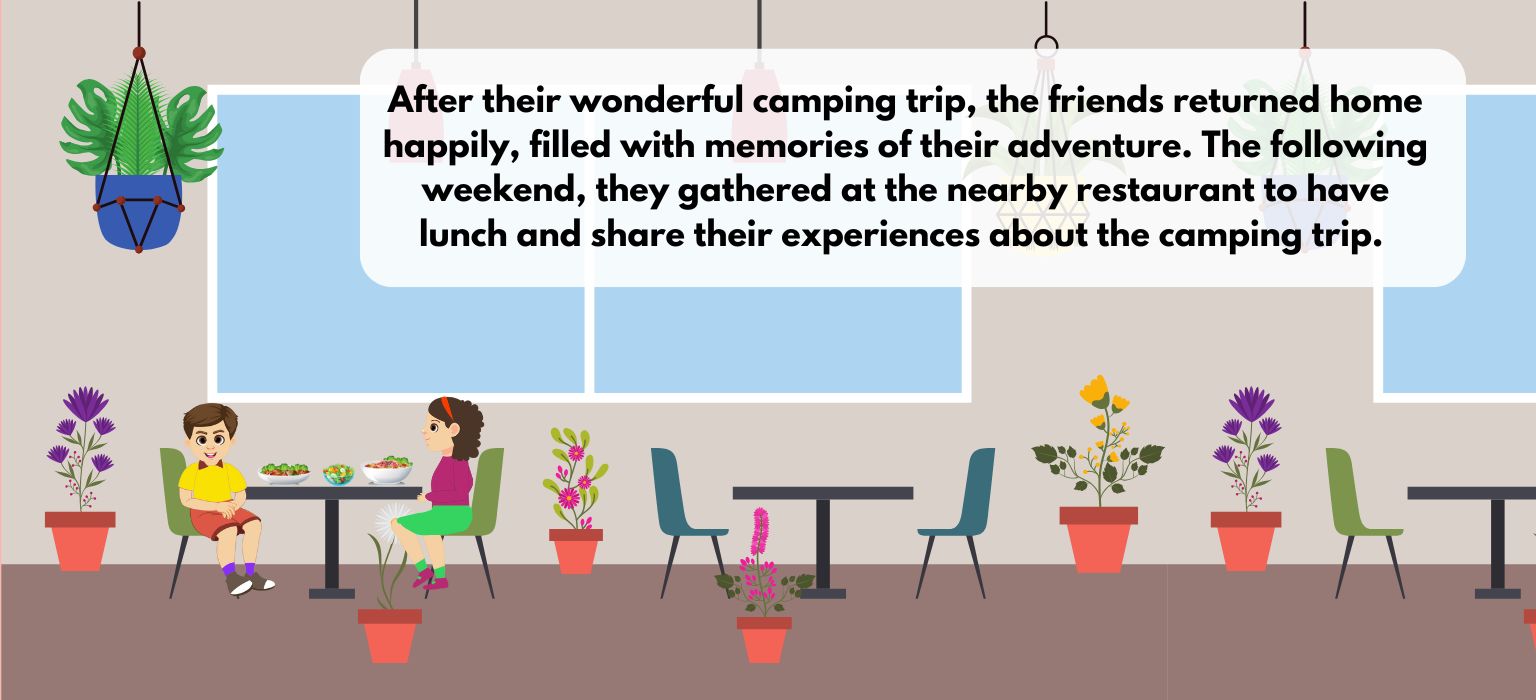 After their wonderful camping trip, the friends returned home
happily, filled with memories of their adventure. The following
weekend, they gathered at the nearby restaurant to have
lunch and share their experiences about the camping trip.